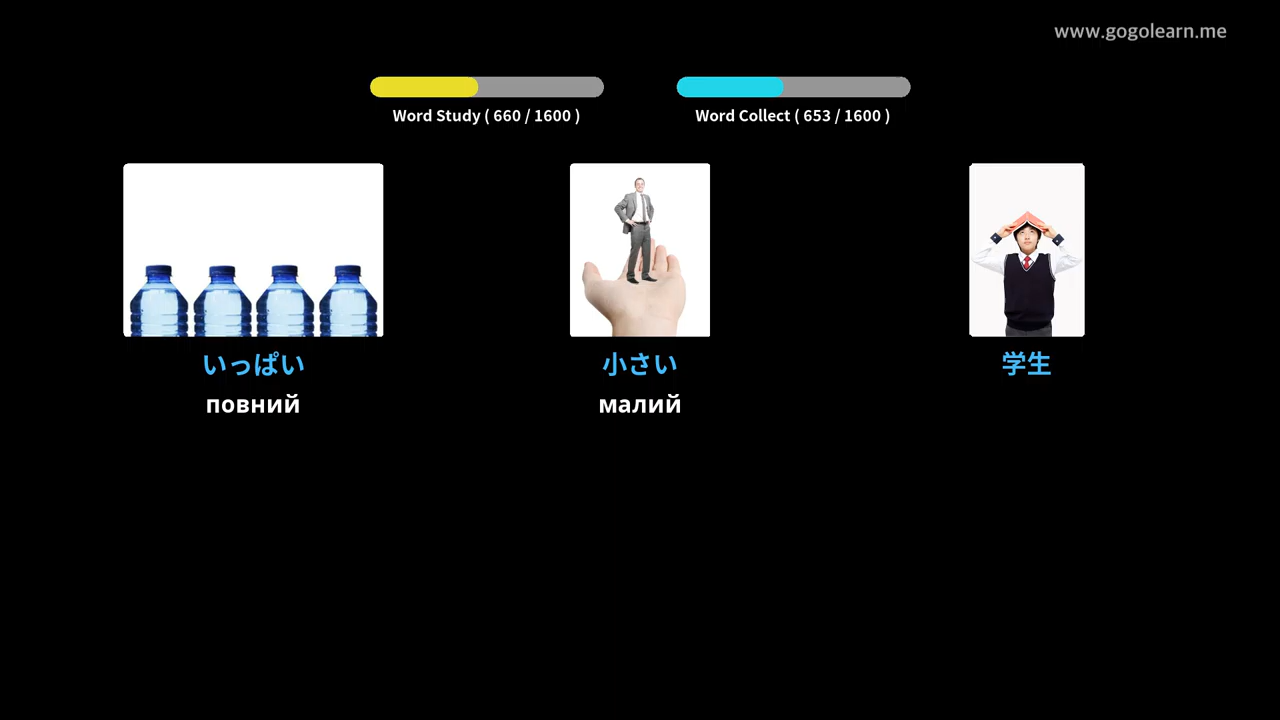 www.gogolearn.me
Word Study ( 660 / 1600 )
Word Collect ( 653 / 1600 )
いっぱい
повний
小さい
малий
学生